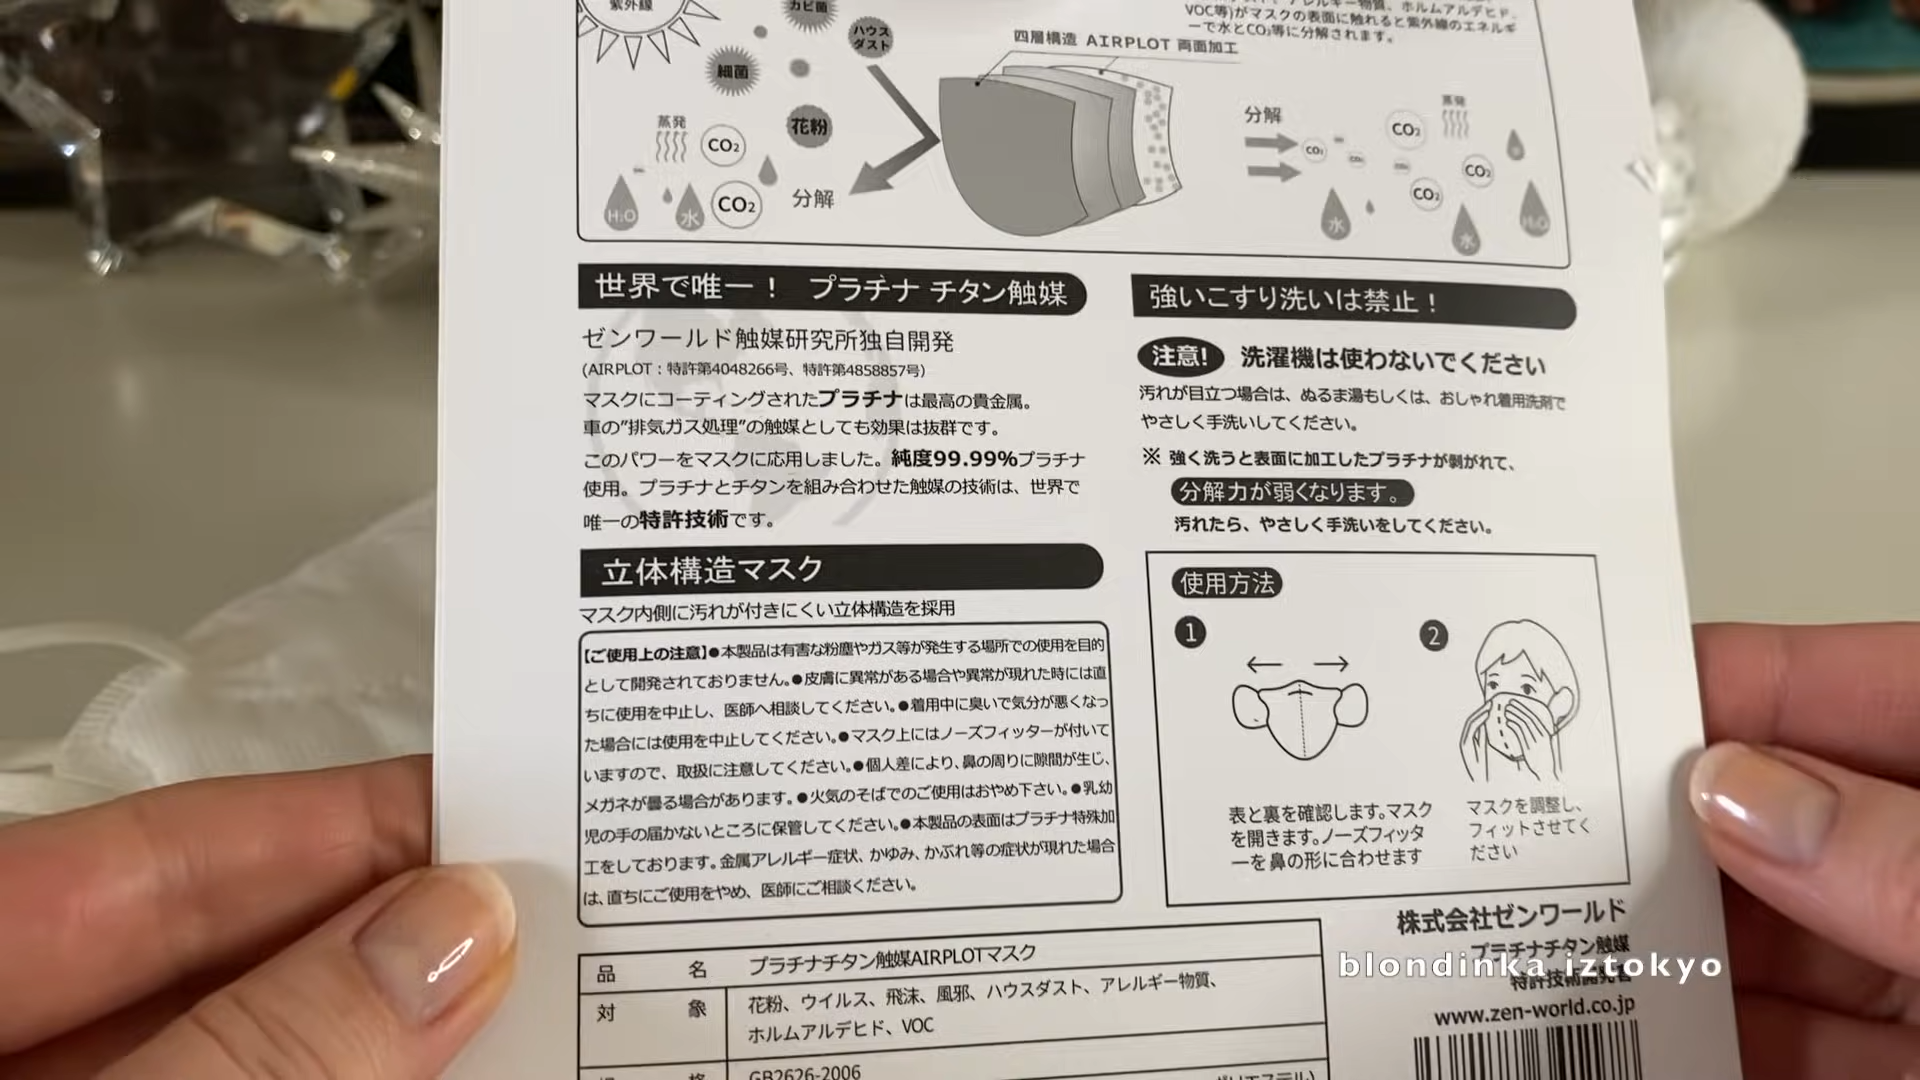 紫外線
カビ菌
ハウス
ダスト
細菌
花粉
蒸発
CO₂
CO₂
H₂O
水
分解
四層構造 AIRPLOT 両面加工
VOC等)がマスクの表面に触れると紫外線のエネルギ
ーで水とCO₂等に分解されます。
分解
蒸発
CO₂
CO₂
CO₂
CO₂
CO₂
水
水
H₂O
世界で唯一！ プラチナ チタン触媒
ゼンワールド触媒研究所独自開発
(AIRPLOT：特許第4048266号、特許第4858857号)
マスクにコーティングされたプラチナは最高の貴金属。
車の”排気ガス処理”の触媒としても効果は抜群です。
このパワーをマスクに応用しました。純度99.99%プラチナ
使用。プラチナとチタンを組み合わせた触媒の技術は、世界で
唯一の特許技術です。
立体構造マスク
マスク内側に汚れが付きにくい立体構造を採用
【ご使用上の注意】●本製品は有害な粉塵やガス等が発生する場所での使用を目的
として開発されておりません。●皮膚に異常がある場合や異常が現れた時には直
ちに使用を中止し、医師へ相談してください。●着用中に臭いで気分が悪くなっ
た場合には使用を中止してください。●マスク上にはノーズフィッターが付いて
いますので、取扱に注意してください。●個人差により、鼻の周りに隙間が生じ、
メガネが曇る場合があります。●火気のそばでのご使用はおやめ下さい。●乳幼
児の手の届かないところに保管してください。●本製品の表面はプラチナ特殊加
工をしております。金属アレルギー症状、かゆみ、かぶれ等の症状が現れた場合
は、直ちにご使用をやめ、医師にご相談ください。
強いこすり洗いは禁止！
注意! 洗濯機は使わないでください
汚れが目立つ場合は、ぬるま湯もしくは、おしゃれ着用洗剤で
やさしく手洗いしてください。
※ 強く洗うと表面に加工したプラチナが剝がれて、
分解力が弱くなります。
汚れたら、やさしく手洗いをしてください。
使用方法
1
2
表と裏を確認します。マスク
を開きます。ノーズフィッタ
ーを鼻の形に合わせます
マスクを調整し、
フィットさせてく
ださい
品 名 プラチナチタン触媒AIRPLOTマスク
対 象 花粉、ウイルス、飛沫、風邪、ハウスダスト、アレルギー物質、
ホルムアルデヒド、VOC
規 格 GB2626-2006
株式会社ゼンワールド
プラチナチタン触媒
特許技術開発者
www.zen-world.co.jp
blondinka_iztokyo